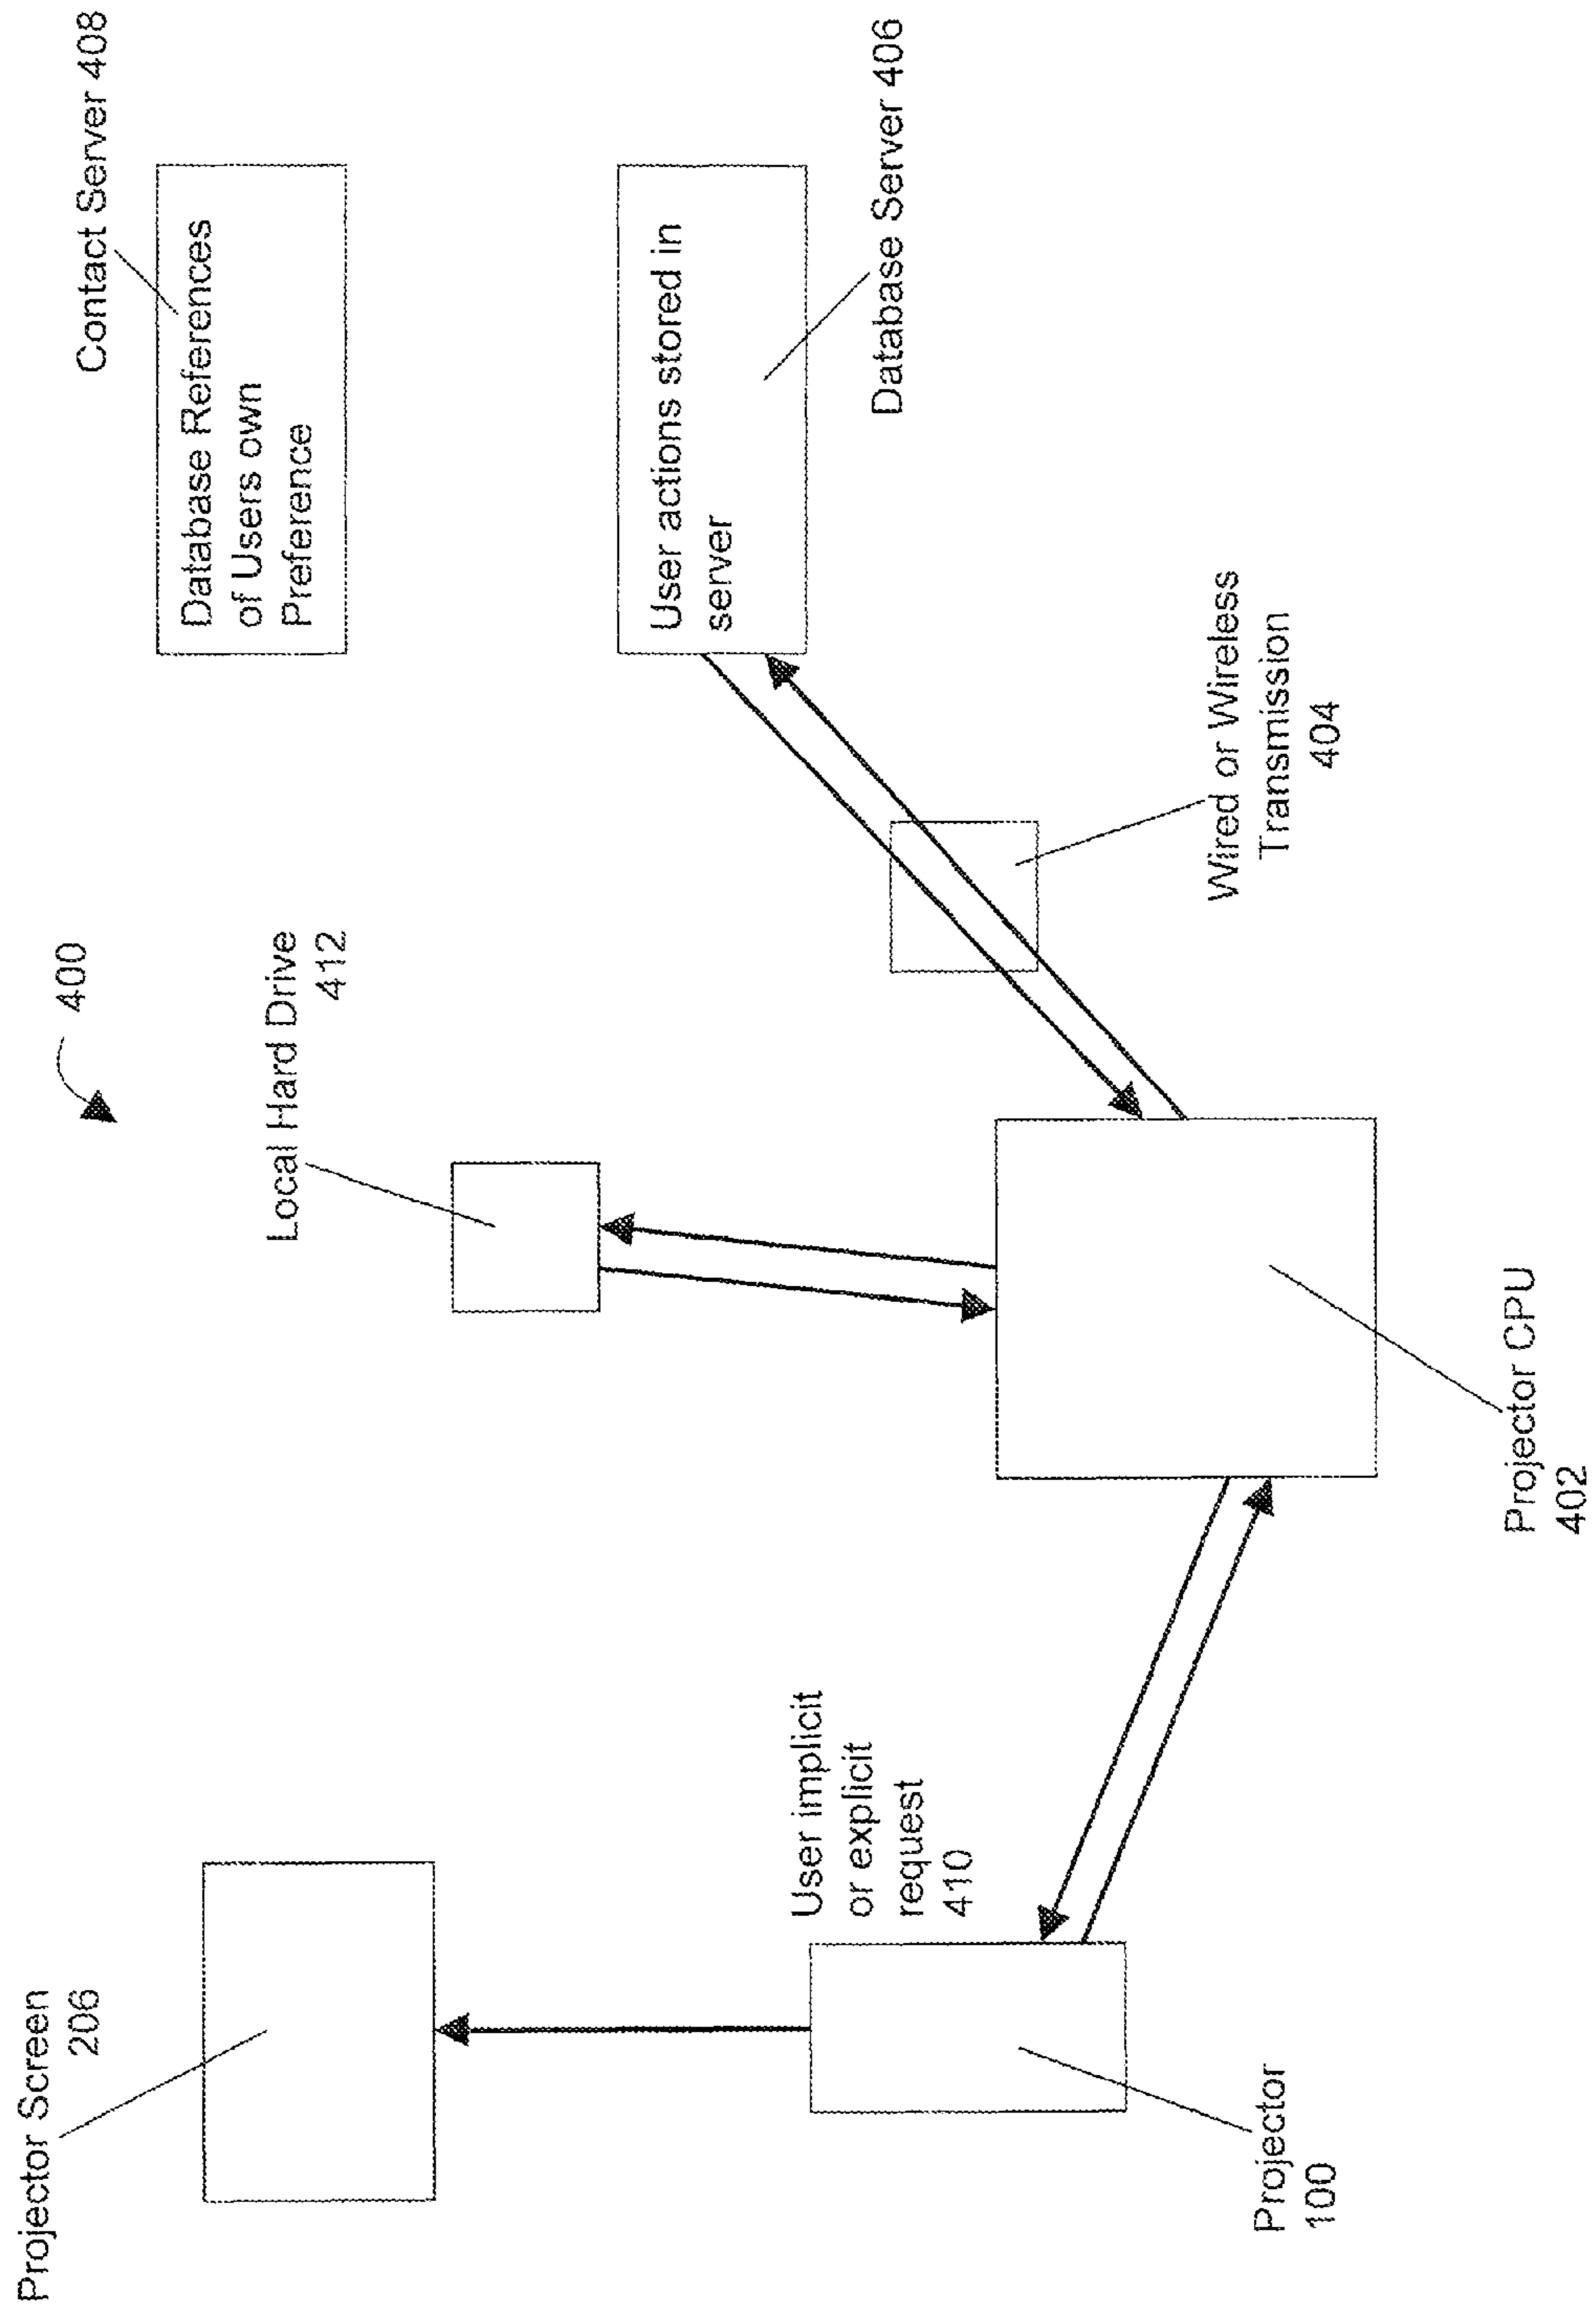 400
Projector Screen
206
Local Hard Drive
412
Contact Server 408
Database References
of Users own
Preference
User implicit
or explicit
request
410
User actions stored in
server
Database Server 406
Wired or Wireless
Transmission
404
Projector
100
Projector CPU
402